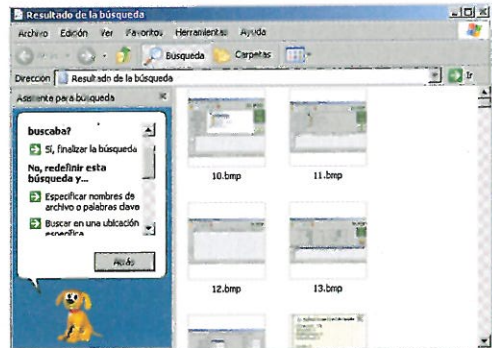 Resultado de la búsqueda
Archivo Edición Ver Favoritos Herramientas Ayuda
Búsqueda Carpetas
Dirección Resultado de la búsqueda Ir
Asistente para búsqueda
buscaba?
Sí, finalizar la búsqueda
No, redefinir esta
búsqueda y...
Especificar nombres de
archivo o palabras clave
Buscar en una ubicación
específica
Atrás
10.bmp 11.bmp
12.bmp 13.bmp